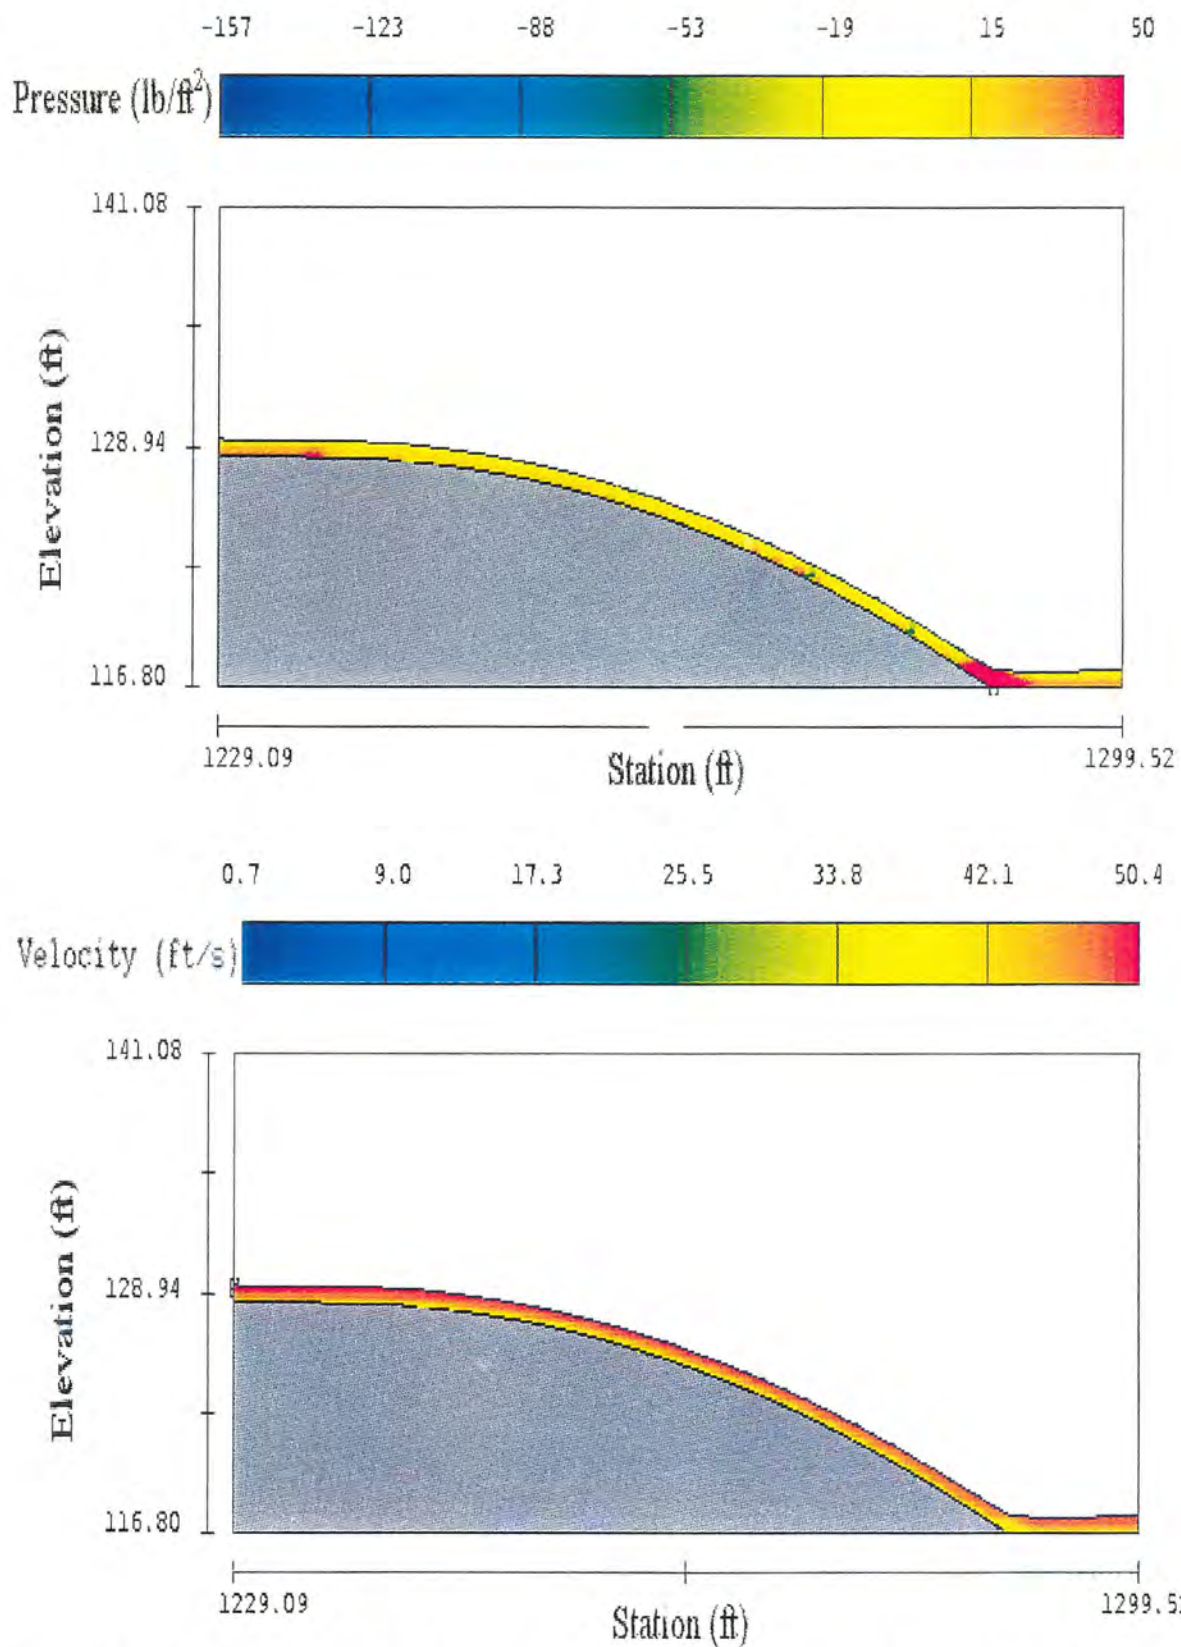 -157 -123 -88 -53 -19 15 50
Pressure (lb/ft²)
141.08
128.94
116.80
Elevation (ft)
1229.09 1299.52
Station (ft)
0.7 9.0 17.3 25.5 33.8 42.1 50.4
Velocity (ft/s)
141.08
128.94
116.80
Elevation (ft)
1229.09 1299.5
Station (ft)